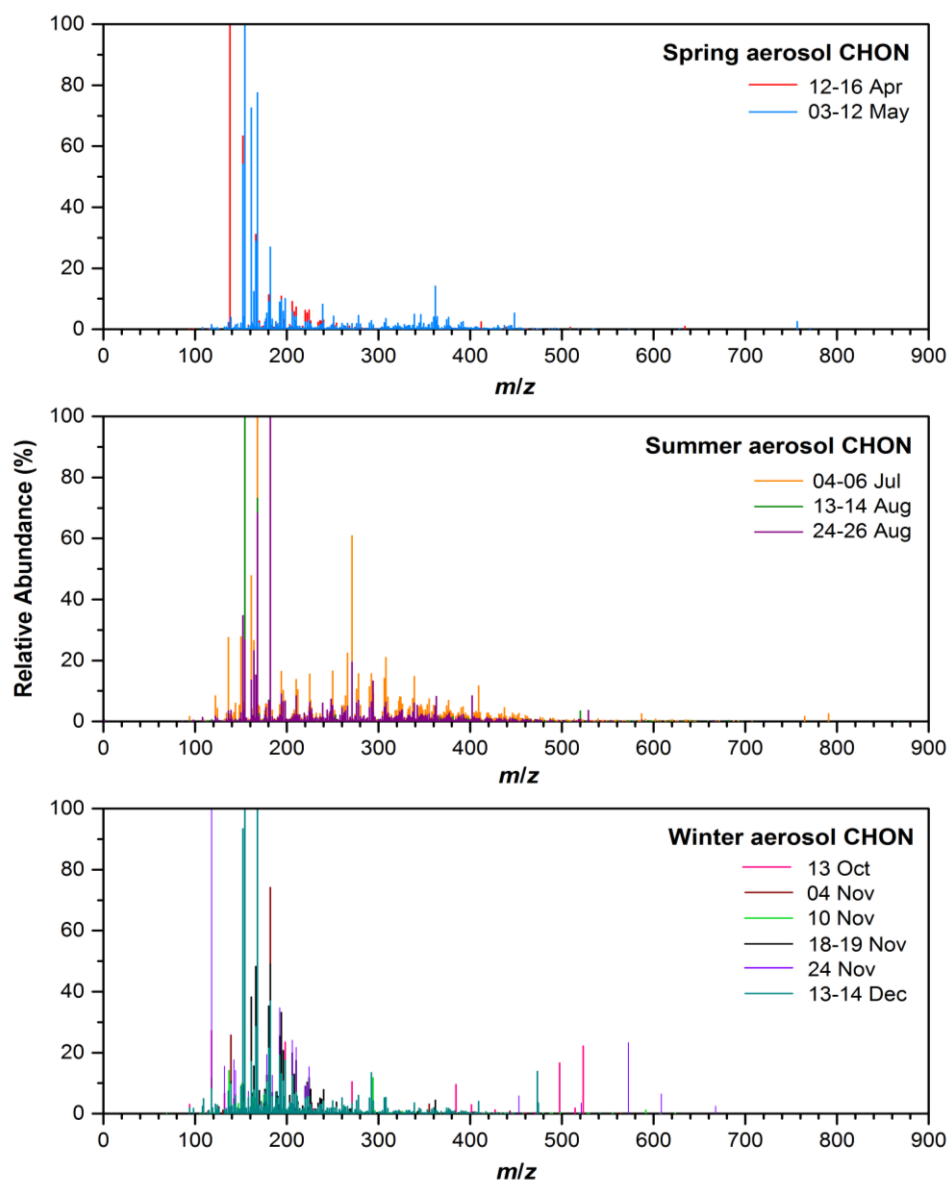 100
80
60
40
20
0
Spring aerosol CHON
12-16 Apr
03-12 May
0 100 200 300 400 500 600 700 800 900
m/z
Relative Abundance (%)
100
80
60
40
20
0
Summer aerosol CHON
04-06 Jul
13-14 Aug
24-26 Aug
0 100 200 300 400 500 600 700 800 900
m/z
100
80
60
40
20
0
Winter aerosol CHON
13 Oct
04 Nov
10 Nov
18-19 Nov
24 Nov
13-14 Dec
0 100 200 300 400 500 600 700 800 900
m/z